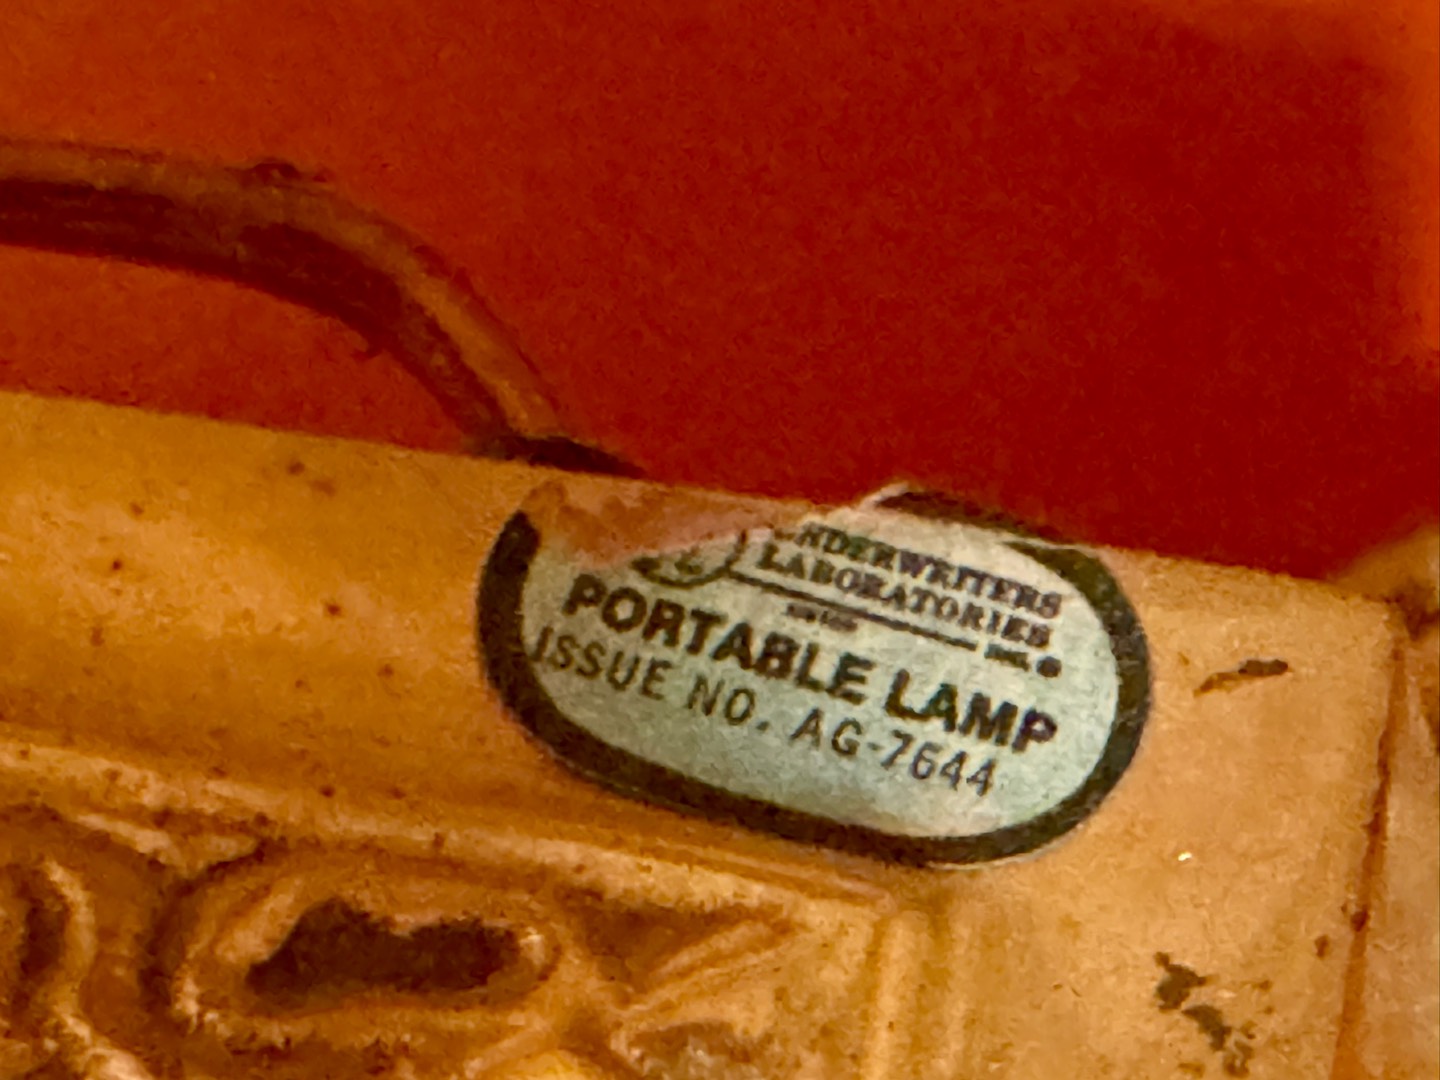 UNDERWRITERS
LABORATORIES
INC.®
PORTABLE LAMP
ISSUE NO. AG-7644